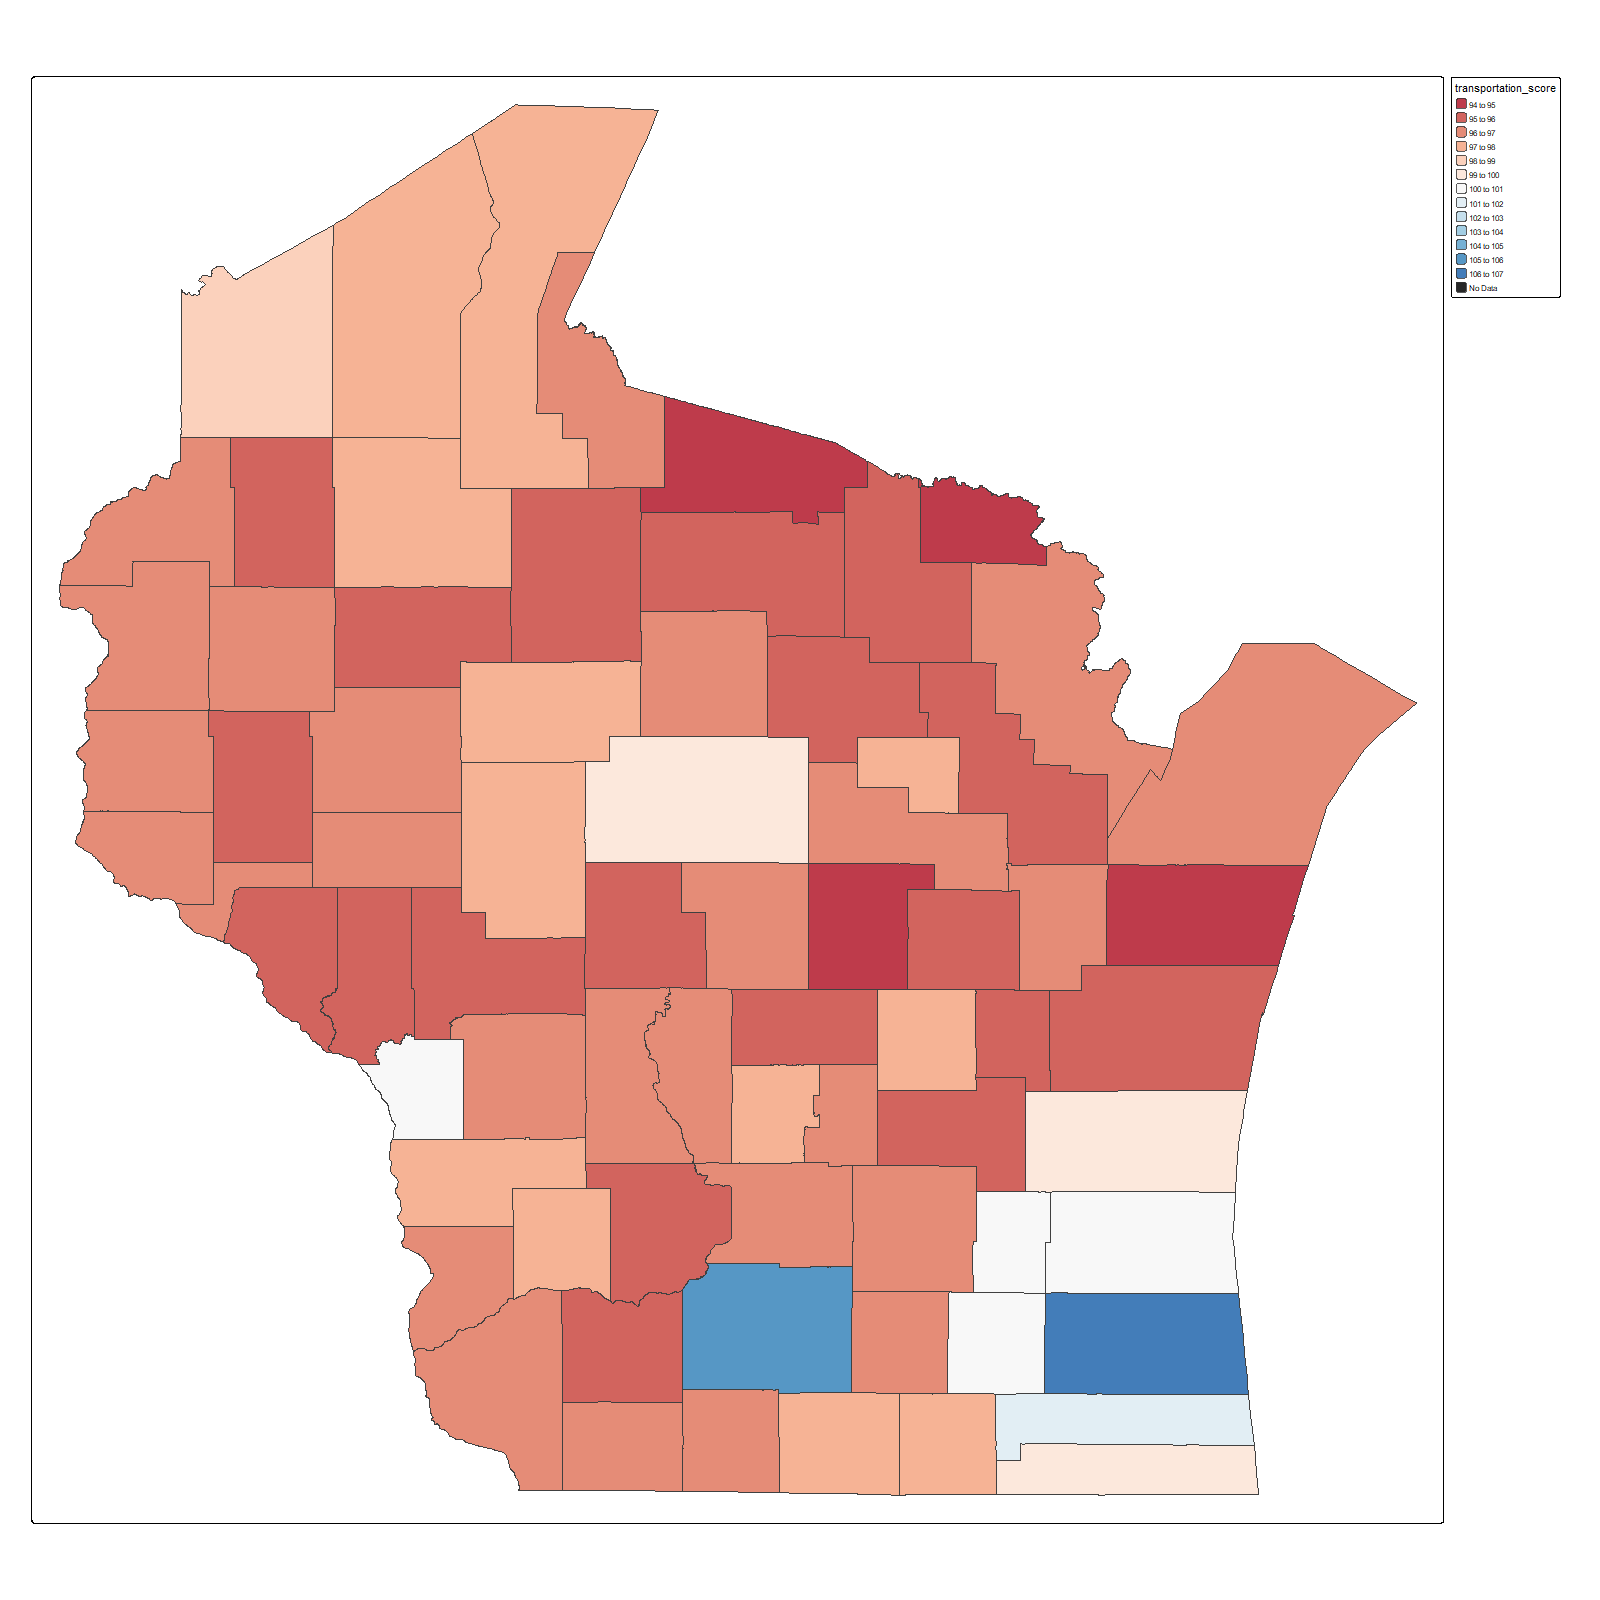 transportation_score
94 to 95
95 to 96
96 to 97
97 to 98
98 to 99
99 to 100
100 to 101
101 to 102
102 to 103
103 to 104
104 to 105
105 to 106
106 to 107
No Data